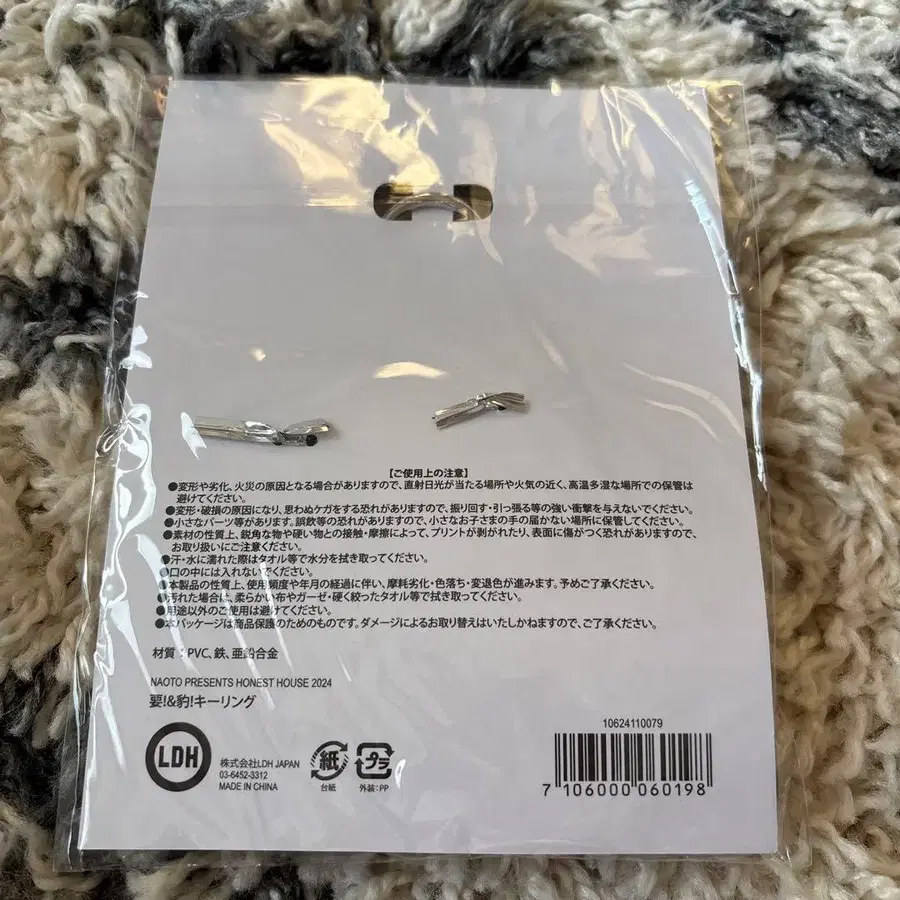 【ご使用上の注意】
●変形や劣化、火災の原因となる場合がありますので、直射日光が当たる場所や火気の近く、高温多湿な場所での保管は
避けてください。
●変形・破損の原因になり、思わぬケガをする恐れがありますので、振り回す・引っ張る等の強い衝撃を与えないでください。
●小さなパーツ等があります。誤飲等の恐れがありますので、小さなお子さまの手の届かない場所に保管してください。
●素材の性質上、鋭角な物や硬い物との接触・摩擦によって、プリントが剥がれたり、表面に傷がつく恐れがありますので、
お取り扱いにご注意ください。
●汗・水に濡れた際はタオル等で水分を拭き取ってください。
●口の中には入れないでください。
●本製品の性質上、使用頻度や年月の経過に伴い、摩耗劣化・色落ち・変退色が進みます。予めご了承ください。
●汚れた場合は、柔らかい布やガーゼ・硬く絞ったタオル等で拭き取ってください。
●用途以外のご使用は避けてください。
●本パッケージは商品保護のためのものです。ダメージによるお取り替えはいたしかねますので、ご了承ください。
材質：PVC、鉄、亜鉛合金
NAOTO PRESENTS HONEST HOUSE 2024
要!&豹!キーリング
LDH
株式会社LDH JAPAN
03-6452-3312
MADE IN CHINA
紙
台紙
プラ
外装:PP
10624110079
7 106000 060198